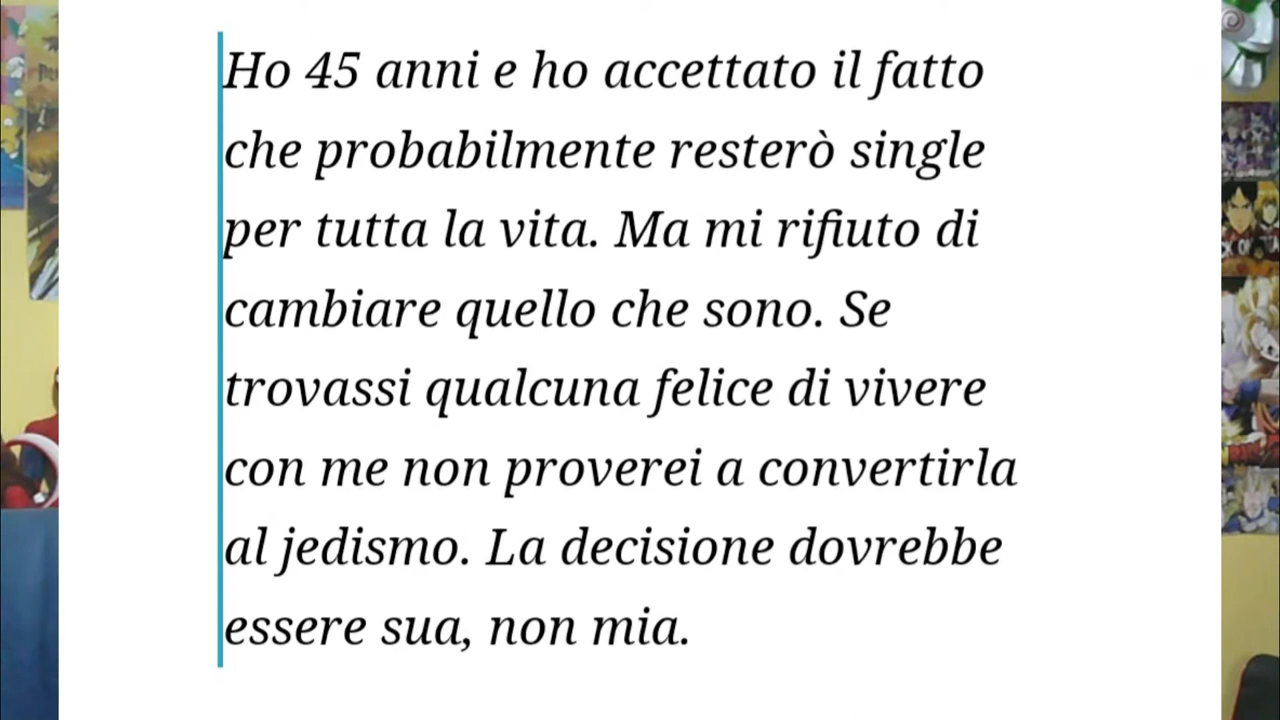 Ho 45 anni e ho accettato il fatto
che probabilmente resterò single
per tutta la vita. Ma mi rifiuto di
cambiare quello che sono. Se
trovassi qualcuna felice di vivere
con me non proverei a convertirla
al jedismo. La decisione dovrebbe
essere sua, non mia.